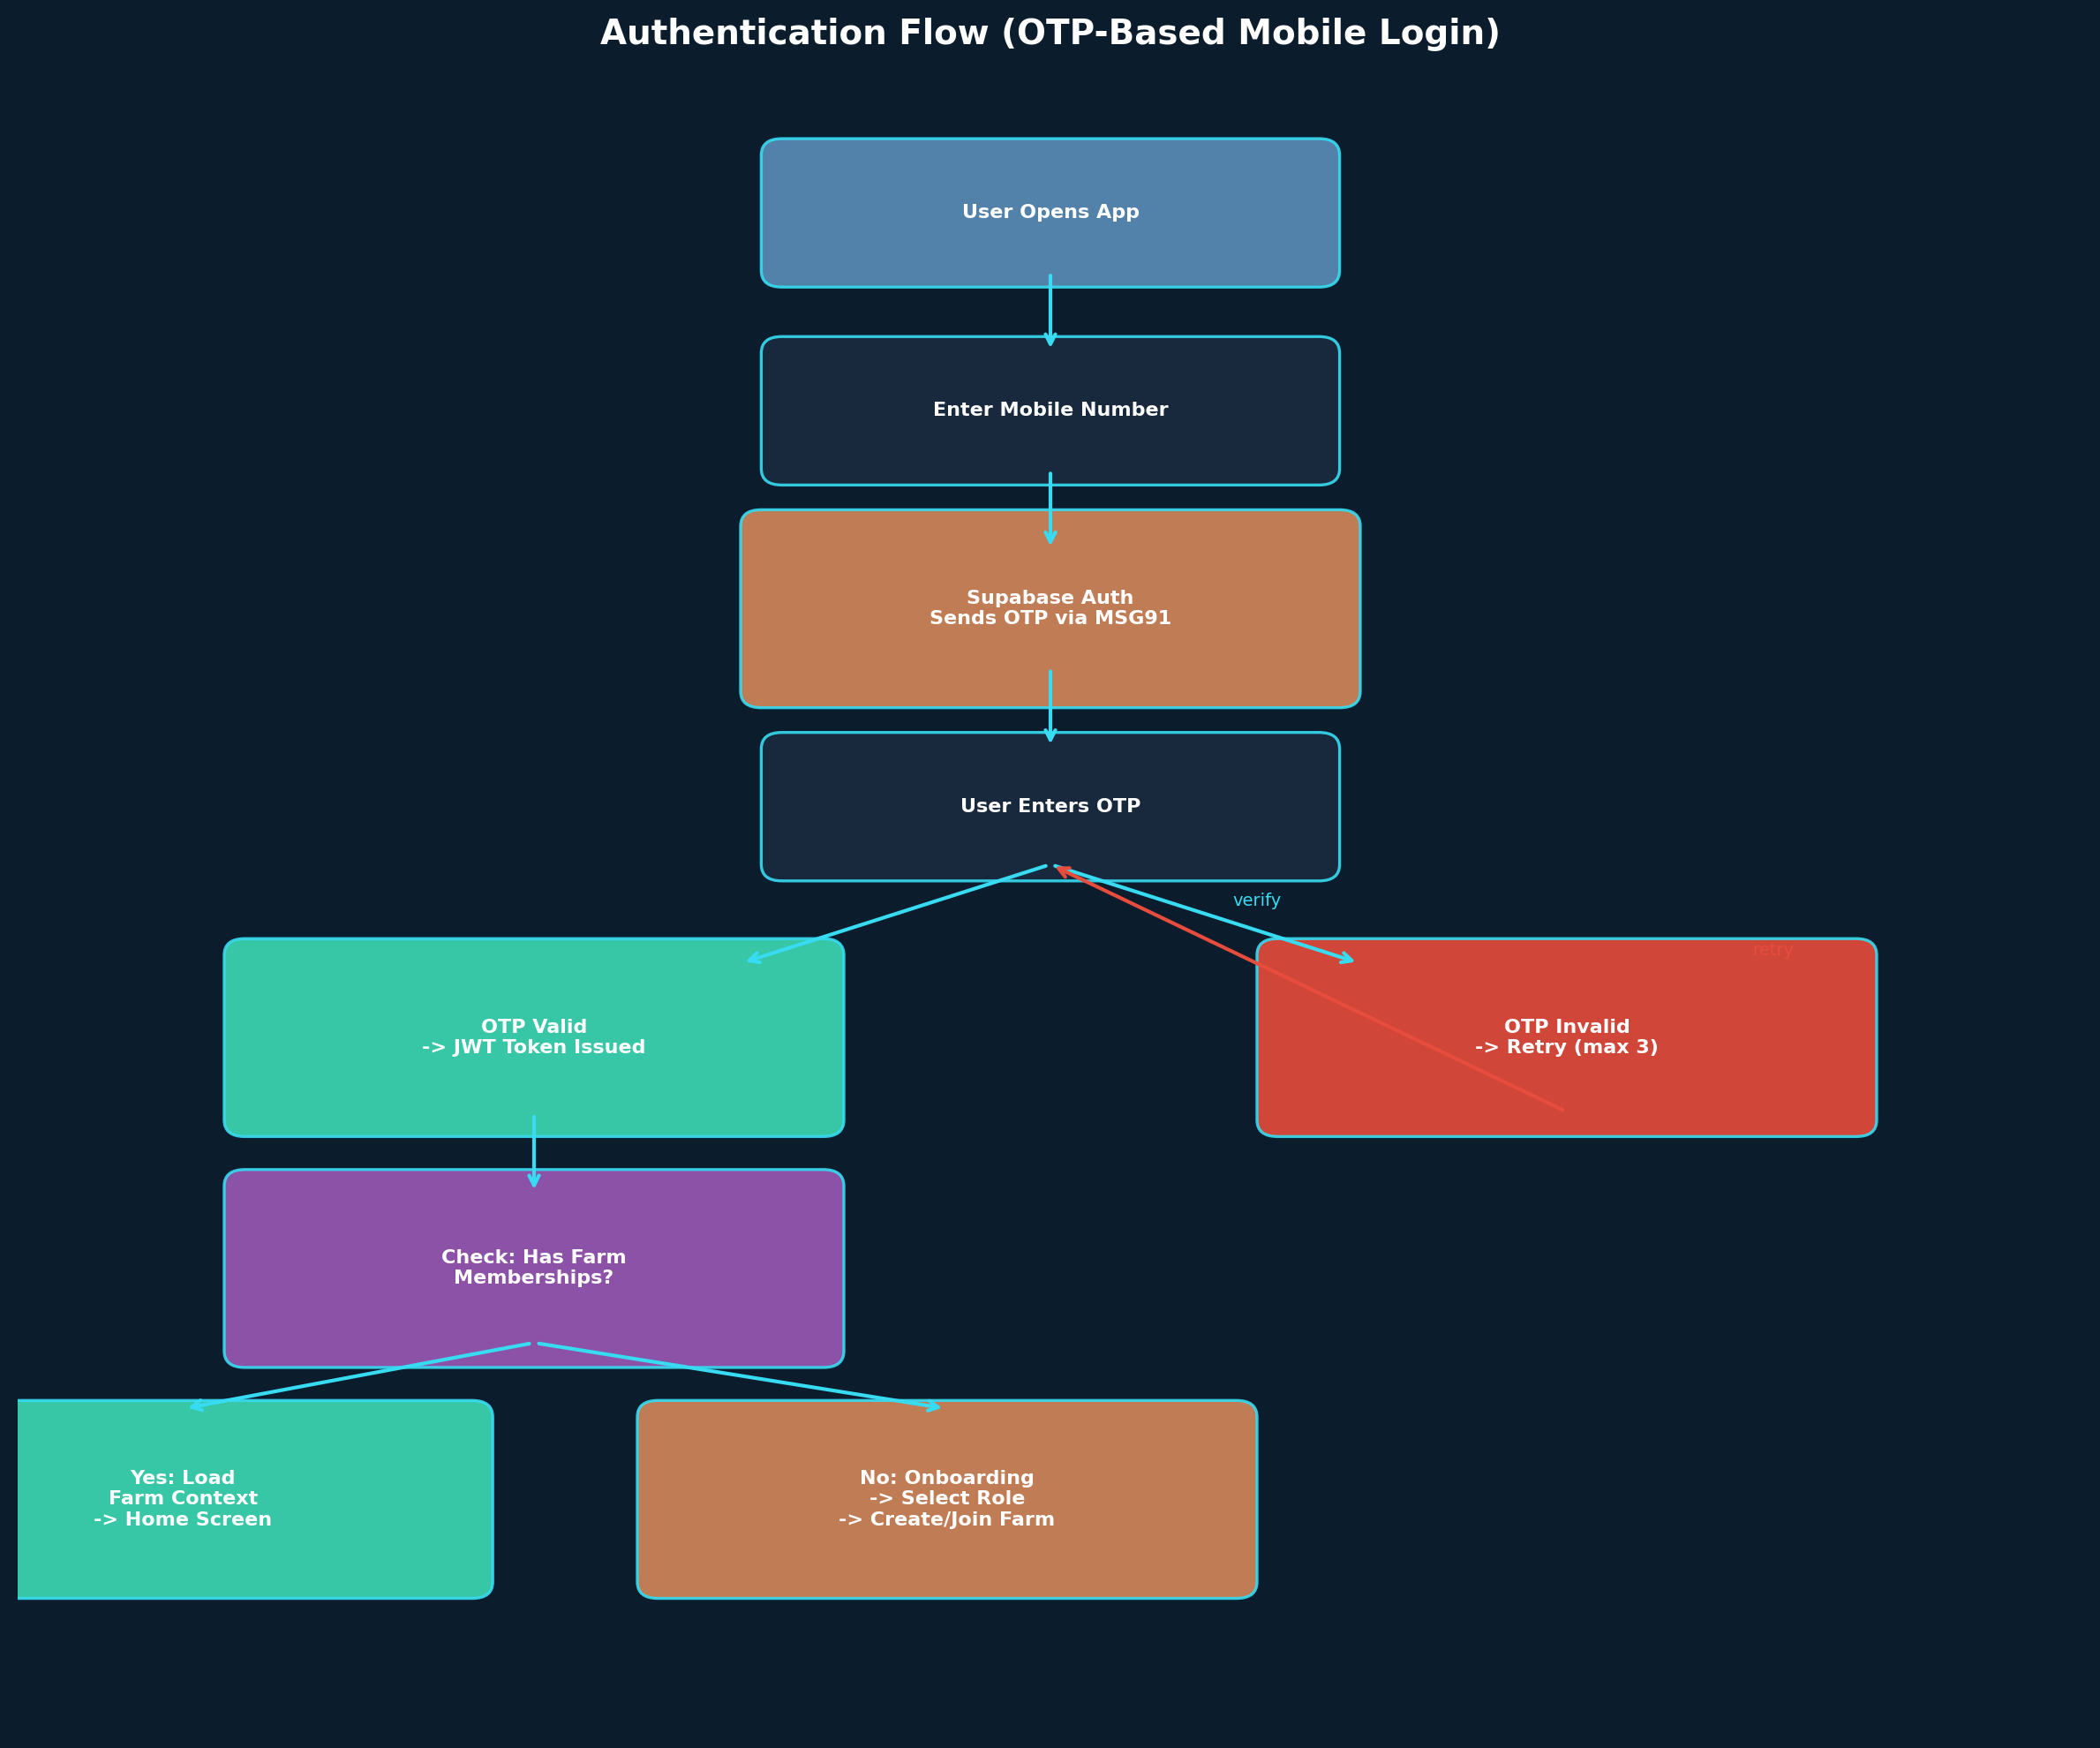 Authentication Flow (OTP-Based Mobile Login)
User Opens App
Enter Mobile Number
Supabase Auth
Sends OTP via MSG91
User Enters OTP
verify
retry
OTP Valid
-> JWT Token Issued
OTP Invalid
-> Retry (max 3)
Check: Has Farm
Memberships?
Yes: Load
Farm Context
-> Home Screen
No: Onboarding
-> Select Role
-> Create/Join Farm